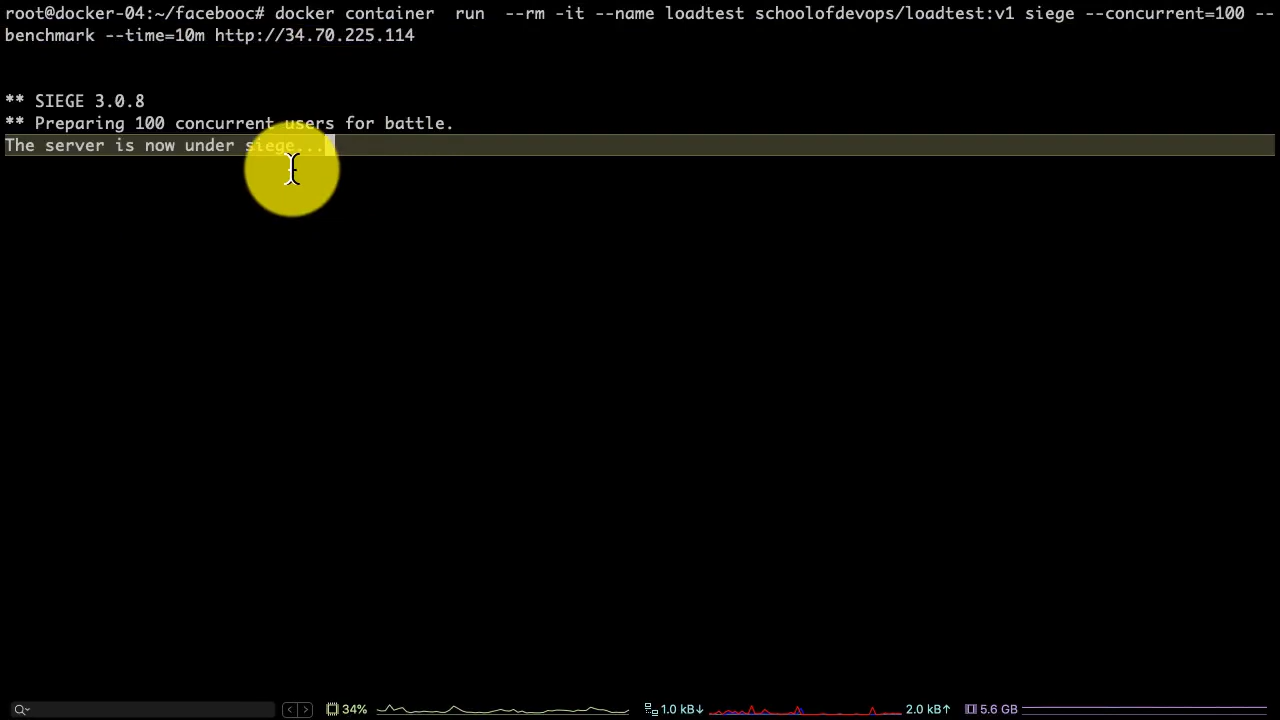 root@docker-04:~/facebooc# docker container  run  --rm -it --name loadtest schoolofdevops/loadtest:v1 siege --concurrent=100 --
benchmark --time=10m http://34.70.225.114
** SIEGE 3.0.8
** Preparing 100 concurrent users for battle.
The server is now under siege...
34% 1.0 kB↓ 2.0 kB↑ 5.6 GB